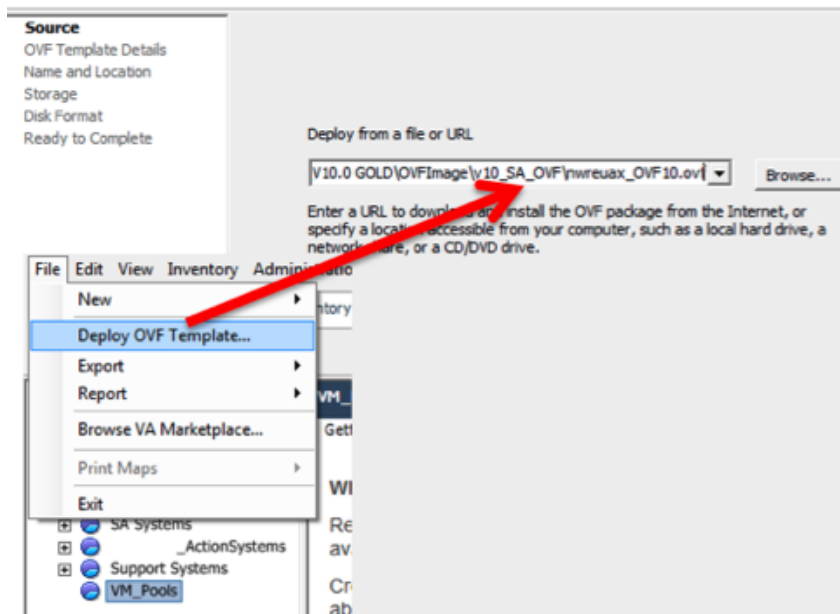 Source
OVF Template Details
Name and Location
Storage
Disk Format
Ready to Complete
Deploy from a file or URL
V10.0 GOLD\OVFImage\v10_SA_OVF\nwreuax_OVF10.ovf
Browse...
Enter a URL to download and install the OVF package from the Internet, or
specify a location accessible from your computer, such as a local hard drive, a
network share, or a CD/DVD drive.
File Edit View Inventory
New
Deploy OVF Template...
Export
Report
Browse VA Marketplace...
Print Maps
Exit
SA Systems
_ActionSystems
Support Systems
VM_Pools